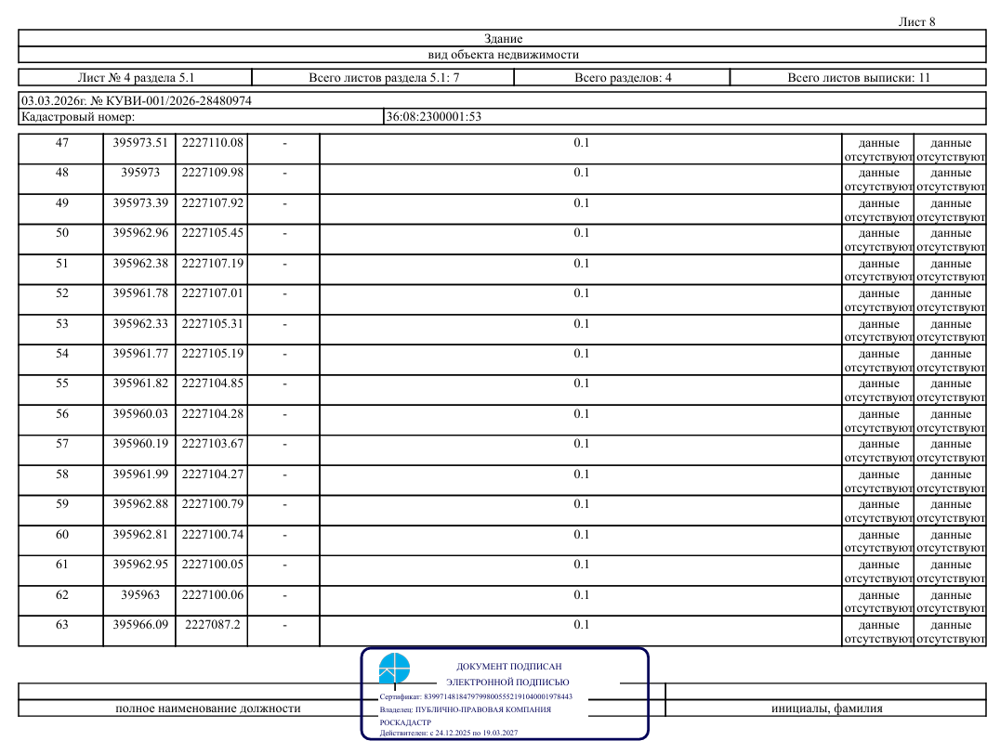 Лист 8
Здание
вид объекта недвижимости
Лист № 4 раздела 5.1 Всего листов раздела 5.1: 7 Всего разделов: 4 Всего листов выписки: 11
03.03.2026г. № КУВИ-001/2026-28480974
Кадастровый номер: 36:08:2300001:53
47 395973.51 2227110.08 - 0.1 данные данные
отсутствуют отсутствуют
48 395973 2227109.98 - 0.1 данные данные
отсутствуют отсутствуют
49 395973.39 2227107.92 - 0.1 данные данные
отсутствуют отсутствуют
50 395962.96 2227105.45 - 0.1 данные данные
отсутствуют отсутствуют
51 395962.38 2227107.19 - 0.1 данные данные
отсутствуют отсутствуют
52 395961.78 2227107.01 - 0.1 данные данные
отсутствуют отсутствуют
53 395962.33 2227105.31 - 0.1 данные данные
отсутствуют отсутствуют
54 395961.77 2227105.19 - 0.1 данные данные
отсутствуют отсутствуют
55 395961.82 2227104.85 - 0.1 данные данные
отсутствуют отсутствуют
56 395960.03 2227104.28 - 0.1 данные данные
отсутствуют отсутствуют
57 395960.19 2227103.67 - 0.1 данные данные
отсутствуют отсутствуют
58 395961.99 2227104.27 - 0.1 данные данные
отсутствуют отсутствуют
59 395962.88 2227100.79 - 0.1 данные данные
отсутствуют отсутствуют
60 395962.81 2227100.74 - 0.1 данные данные
отсутствуют отсутствуют
61 395962.95 2227100.05 - 0.1 данные данные
отсутствуют отсутствуют
62 395963 2227100.06 - 0.1 данные данные
отсутствуют отсутствуют
63 395966.09 2227087.2 - 0.1 данные данные
отсутствуют отсутствуют
ДОКУМЕНТ ПОДПИСАН
ЭЛЕКТРОННОЙ ПОДПИСЬЮ
Сертификат: 83997148184797998005552191040001978443
Владелец: ПУБЛИЧНО-ПРАВОВАЯ КОМПАНИЯ
РОСКАДАСТР
Действителен: с 24.12.2025 по 19.03.2027
полное наименование должности инициалы, фамилия